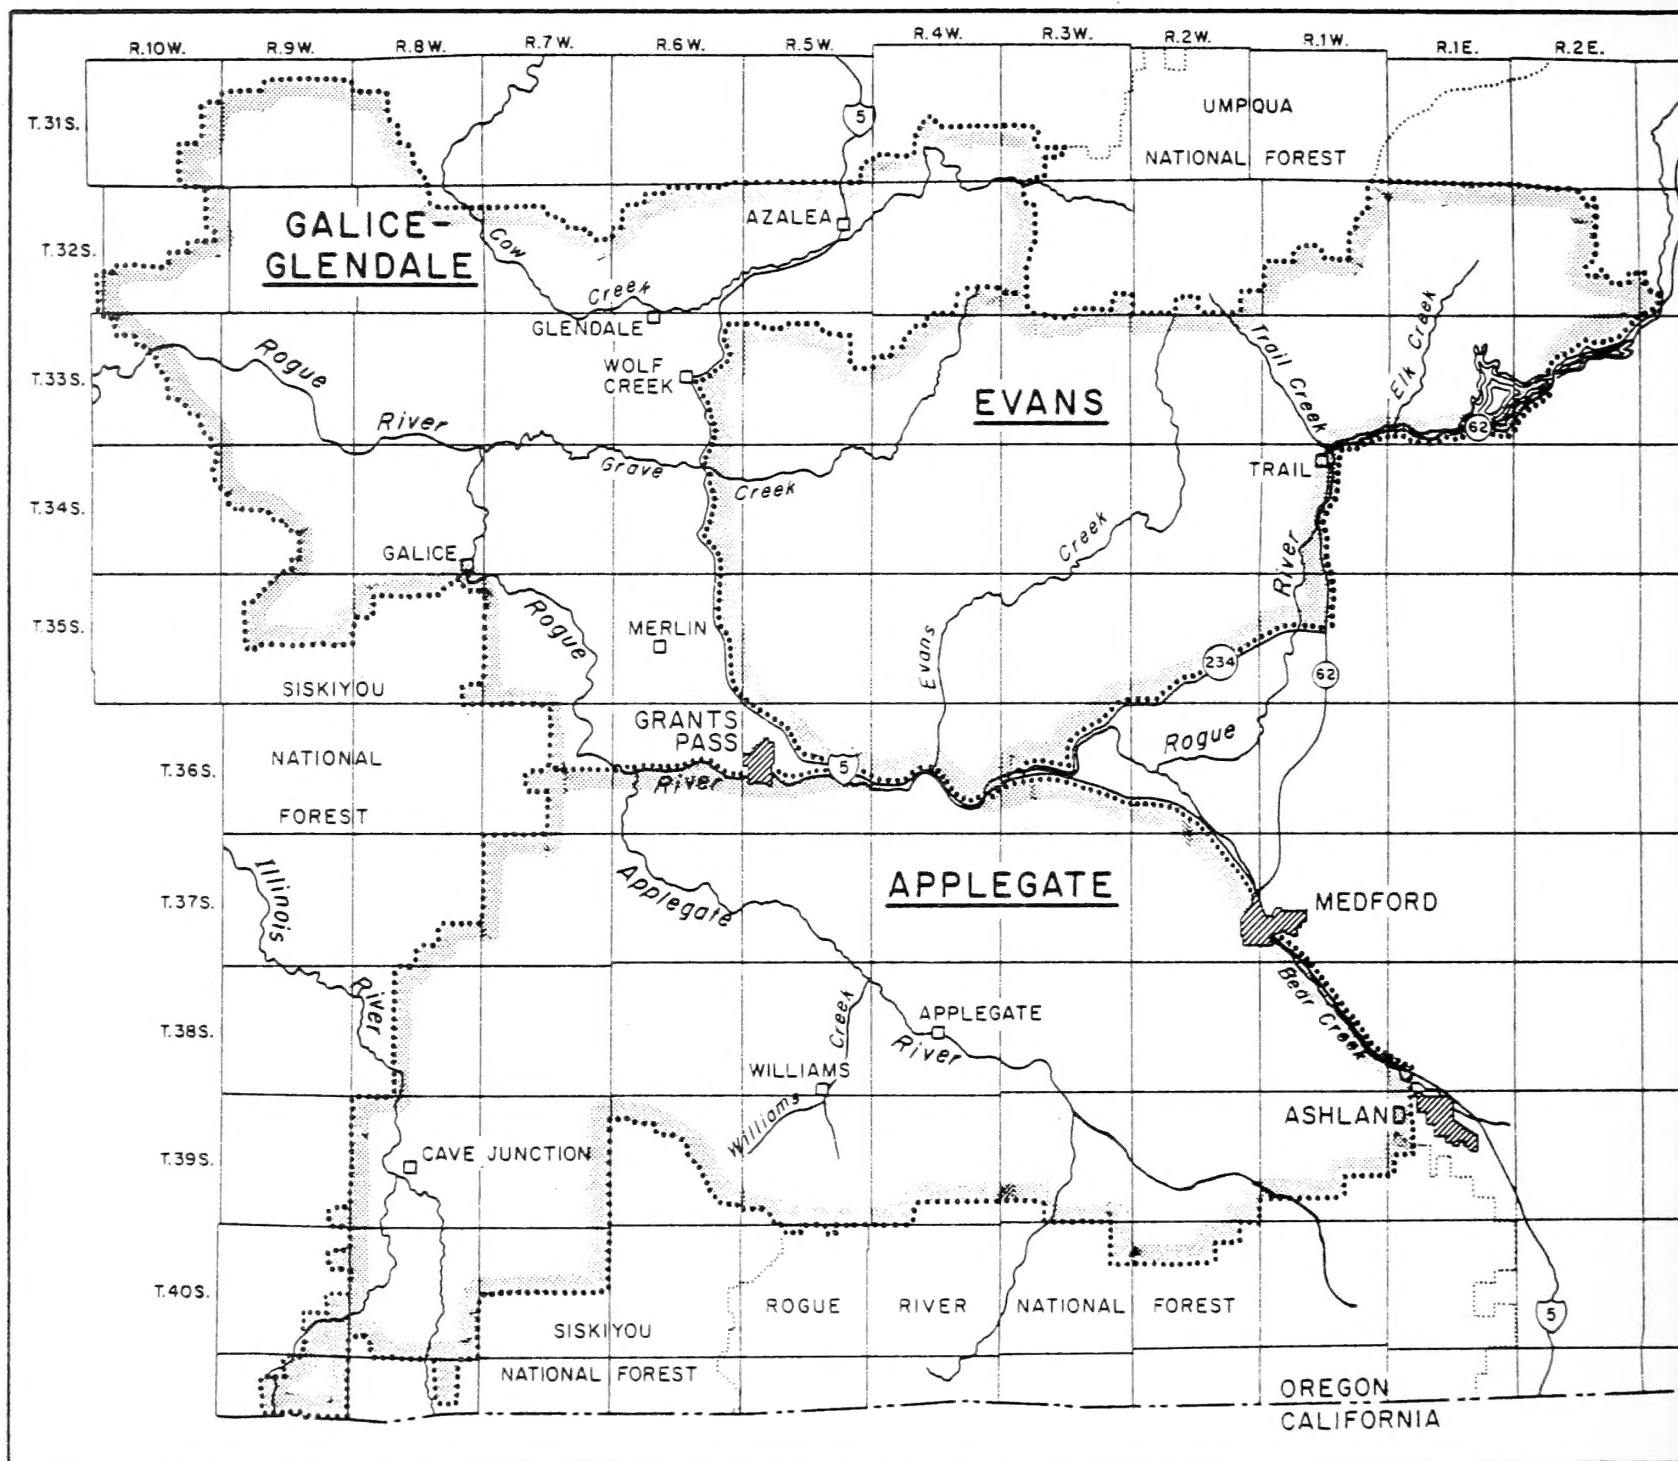 R.10W. R.9W. R.8W. R.7W. R.6W. R.5W. R.4W. R.3W. R.2W. R.1W. R.1E. R.2E.
T.31S.
5
UMPQUA
NATIONAL FOREST
GALICE-
GLENDALE
AZALEA
T.32S.
Cow
Creek
GLENDALE
Trail Creek
Elk Creek
Rogue
River
WOLF
CREEK
T.33S.
EVANS
62
Grave
Creek
TRAIL
T.34S.
GALICE
Creek
River
Rogue
MERLIN
T.35S.
Evans
234
62
SISKIYOU
NATIONAL
FOREST
GRANTS
PASS
Rogue
T.36S.
River
5
Illinois
River
Applegate
APPLEGATE
T.37S.
MEDFORD
Bear Creek
T.38S.
Creek
APPLEGATE
River
WILLIAMS
Williams
ASHLAND
T.39S.
CAVE JUNCTION
T.40S.
ROGUE RIVER NATIONAL FOREST
5
SISKIYOU
NATIONAL FOREST
OREGON
CALIFORNIA